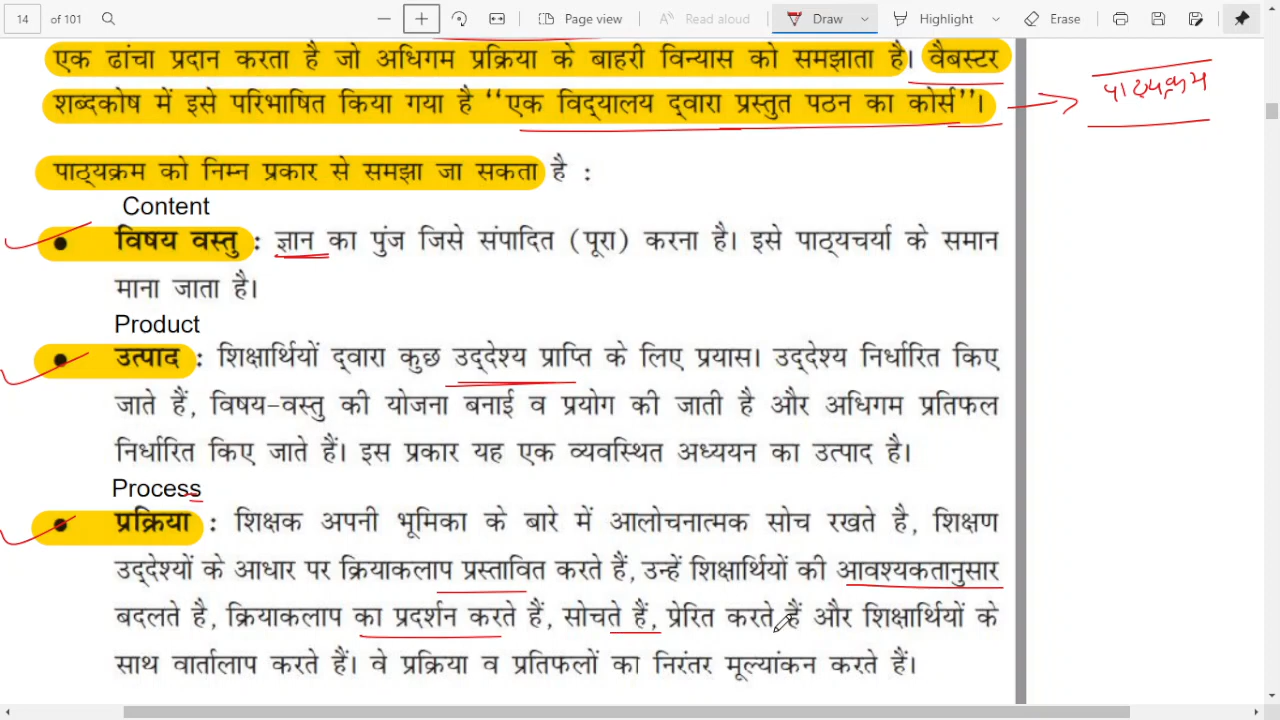 14 of 101 Page view Read aloud Draw Highlight Erase
एक ढांचा प्रदान करता है जो अधिगम प्रक्रिया के बाहरी विन्यास को समझाता है। वैबस्टर
शब्दकोष में इसे परिभाषित किया गया है “एक विद्यालय द्वारा प्रस्तुत पठन का कोर्स”।
पाठ्यक्रम
पाठ्यक्रम को निम्न प्रकार से समझा जा सकता है :
Content
• विषय वस्तु : ज्ञान का पुंज जिसे संपादित (पूरा) करना है। इसे पाठ्यचर्या के समान
माना जाता है।
Product
• उत्पाद : शिक्षार्थियों द्वारा कुछ उद्देश्य प्राप्ति के लिए प्रयास। उद्देश्य निर्धारित किए
जाते हैं, विषय-वस्तु की योजना बनाई व प्रयोग की जाती है और अधिगम प्रतिफल
निर्धारित किए जाते हैं। इस प्रकार यह एक व्यवस्थित अध्ययन का उत्पाद है।
Process
• प्रक्रिया : शिक्षक अपनी भूमिका के बारे में आलोचनात्मक सोच रखते है, शिक्षण
उद्देश्यों के आधार पर क्रियाकलाप प्रस्तावित करते हैं, उन्हें शिक्षार्थियों की आवश्यकतानुसार
बदलते है, क्रियाकलाप का प्रदर्शन करते हैं, सोचते हैं, प्रेरित करते हैं और शिक्षार्थियों के
साथ वार्तालाप करते हैं। वे प्रक्रिया व प्रतिफलों का निरंतर मूल्यांकन करते हैं।